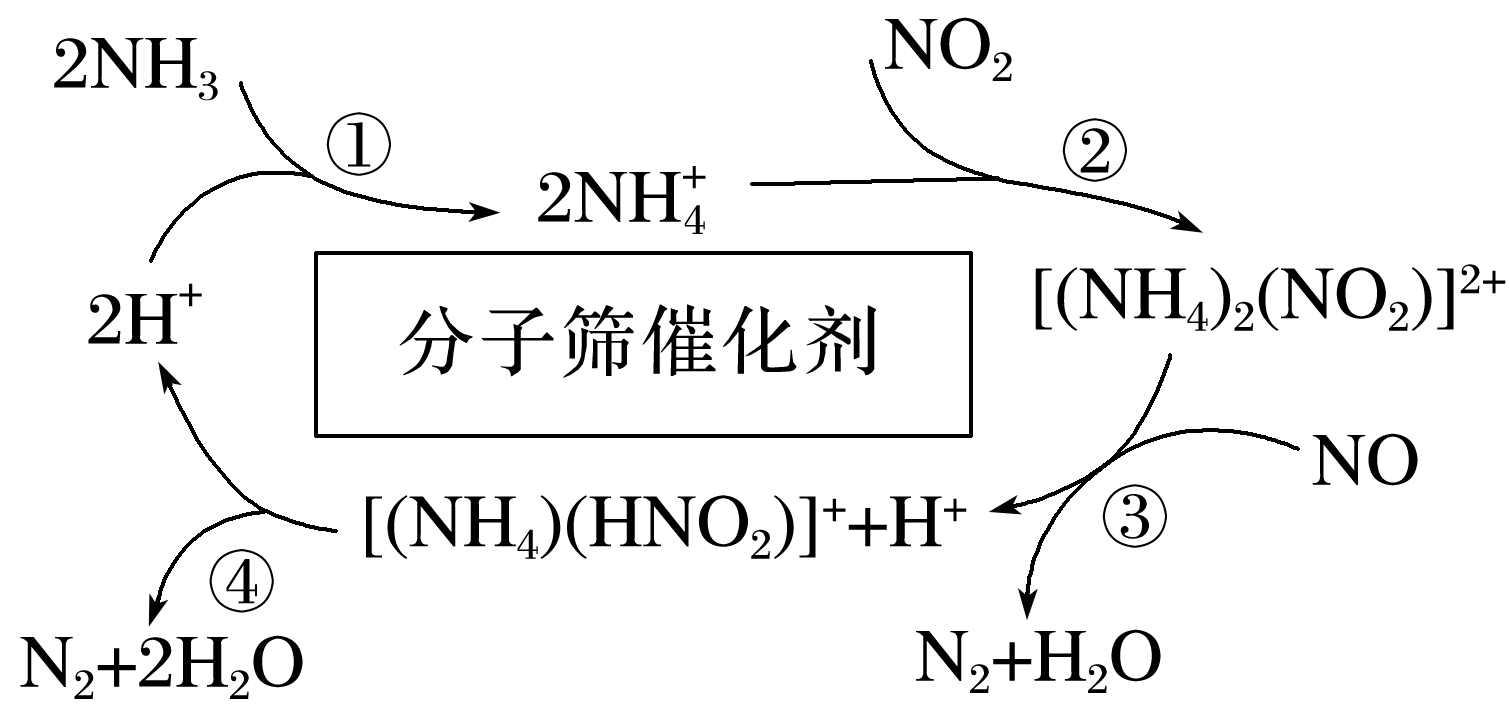 2NH₃
NO₂
①
②
2NH₄⁺
2H⁺
[(NH₄)₂(NO₂)]²⁺
分子筛催化剂
NO
③
[(NH₄)(HNO₂)]⁺+H⁺
④
N₂+2H₂O
N₂+H₂O